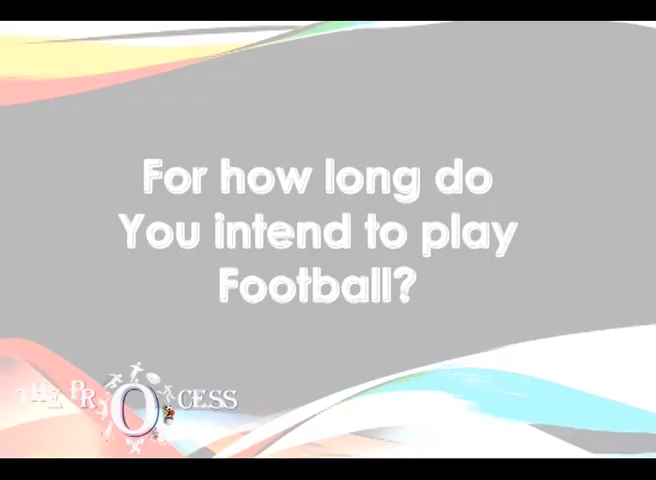 For how long do
You intend to play
Football?
THE PROCESS